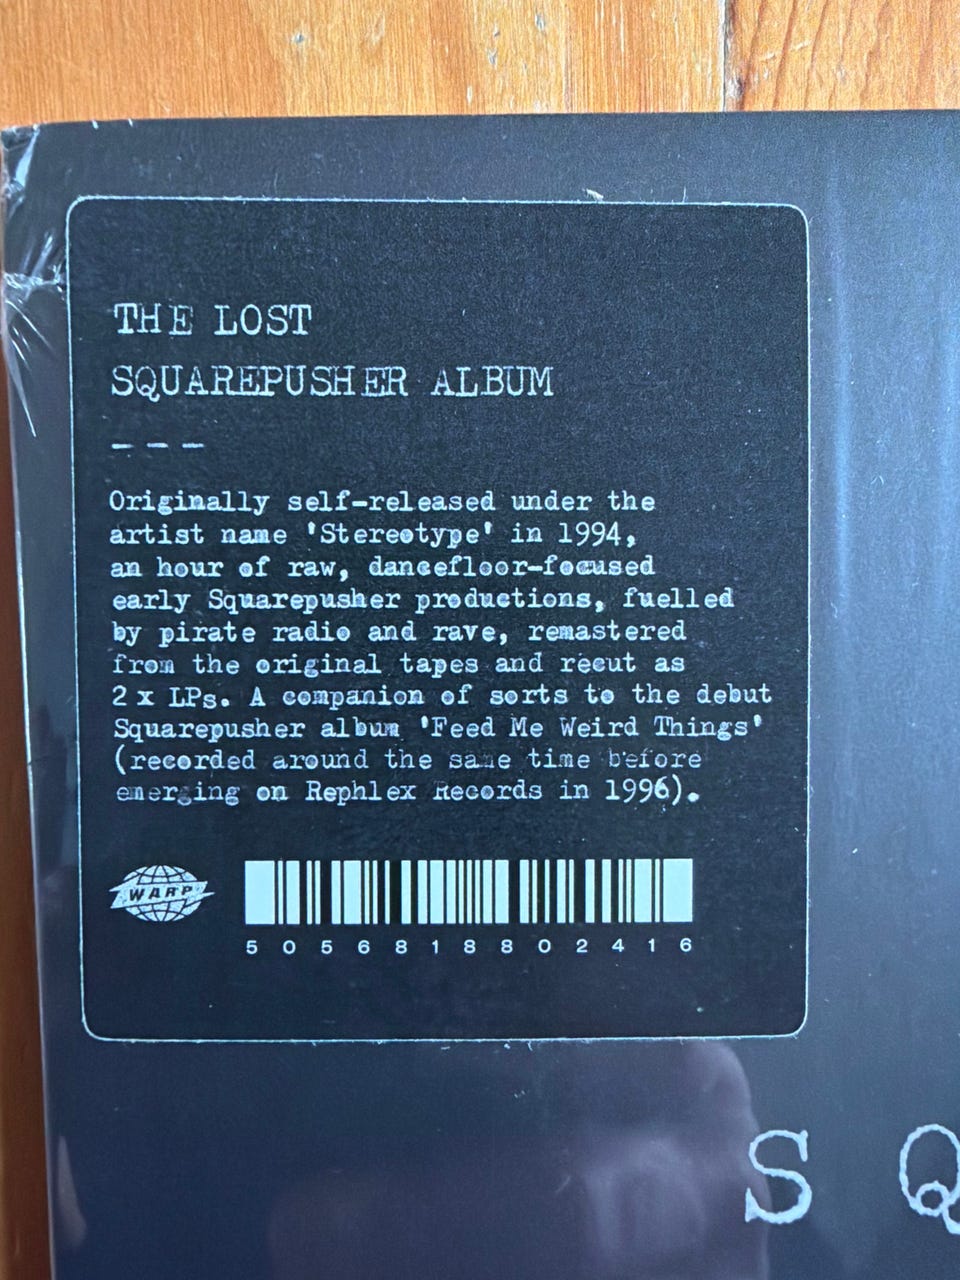 THE LOST
SQUAREPUSHER ALBUM
---
Originally self-released under the
artist name 'Stereotype' in 1994,
an hour of raw, dancefloor-focused
early Squarepusher productions, fuelled
by pirate radio and rave, remastered
from the original tapes and recut as
2 x LPs. A companion of sorts to the debut
Squarepusher album 'Feed Me Weird Things'
(recorded around the same time before
emerging on Rephlex Records in 1996).
WARP
5056818802416
S Q